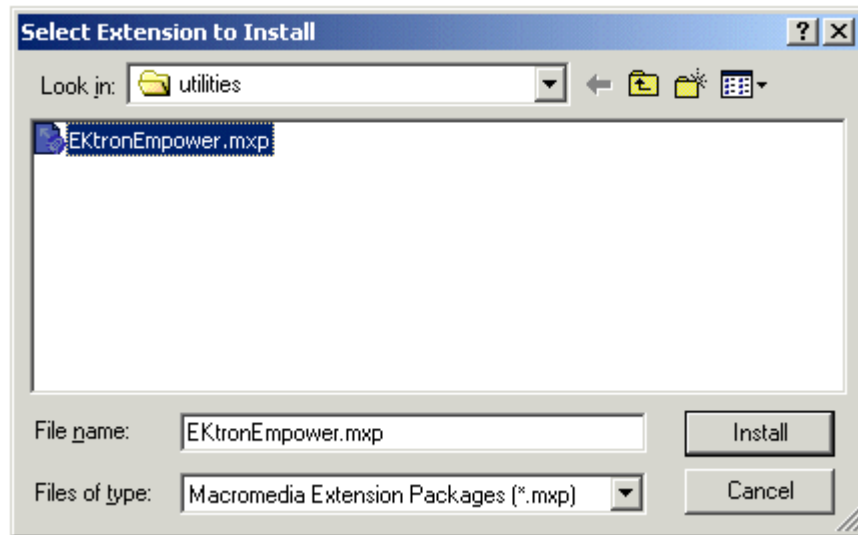 Select Extension to Install
Look in: utilities
EKtronEmpower.mxp
File name: EKtronEmpower.mxp Install
Files of type: Macromedia Extension Packages (*.mxp) Cancel